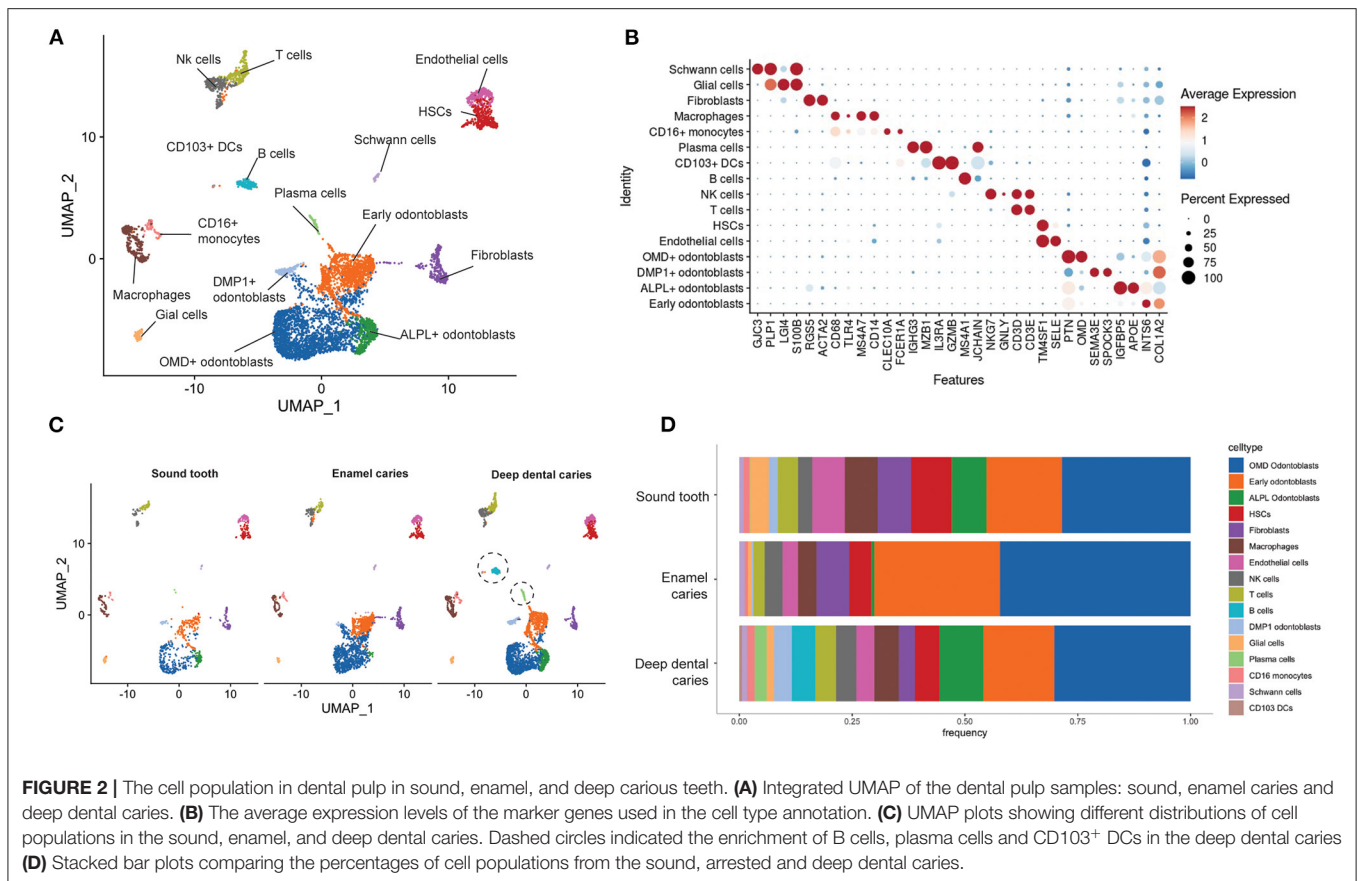 A
Nk cells
T cells
Endothelial cells
HSCs
Schwann cells
CD103+ DCs
B cells
Plasma cells
Early odontoblasts
CD16+
monocytes
Fibroblasts
DMP1+
odontoblasts
Macrophages
Gial cells
ALPL+ odontoblasts
OMD+ odontoblasts
10
0
UMAP_2
-10
0
10
UMAP_1
B
Schwann cells
Glial cells
Fibroblasts
Macrophages
CD16+ monocytes
Plasma cells
CD103+ DCs
B cells
NK cells
T cells
HSCs
Endothelial cells
OMD+ odontoblasts
DMP1+ odontoblasts
ALPL+ odontoblasts
Early odontoblasts
Identity
GJC3
PLP1
LGI4
S100B
RGS5
ACTA2
CD68
TLR4
MS4A7
CD14
CLEC10A
FCER1A
IGHG3
MZB1
IL3RA
GZMB
MS4A1
JCHAIN
NKG7
GNLY
CD3D
CD3E
TM4SF1
SELE
PTN
OMD
SEMA3E
SPOCK3
IGFBP5
APOE
INTS6
COL1A2
Features
Average Expression
2
1
0
Percent Expressed
0
25
50
75
100
C
Sound tooth
Enamel caries
Deep dental caries
10
0
UMAP_2
-10
0
10
-10
0
10
-10
0
10
UMAP_1
D
Sound tooth
Enamel
caries
Deep dental
caries
0.00
0.25
0.50
0.75
1.00
frequency
celltype
OMD Odontoblasts
Early odontoblasts
ALPL Odontoblasts
HSCs
Fibroblasts
Macrophages
Endothelial cells
NK cells
T cells
B cells
DMP1 odontoblasts
Glial cells
Plasma cells
CD16 monocytes
Schwann cells
CD103 DCs
FIGURE 2 | The cell population in dental pulp in sound, enamel, and deep carious teeth. (A) Integrated UMAP of the dental pulp samples: sound, enamel caries and
deep dental caries. (B) The average expression levels of the marker genes used in the cell type annotation. (C) UMAP plots showing different distributions of cell
populations in the sound, enamel, and deep dental caries. Dashed circles indicated the enrichment of B cells, plasma cells and CD103⁺ DCs in the deep dental caries
(D) Stacked bar plots comparing the percentages of cell populations from the sound, arrested and deep dental caries.